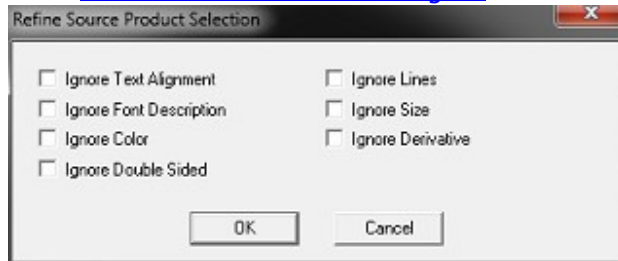 Refine Source Product Selection
Ignore Text Alignment
Ignore Font Description
Ignore Color
Ignore Double Sided
Ignore Lines
Ignore Size
Ignore Derivative
OK Cancel